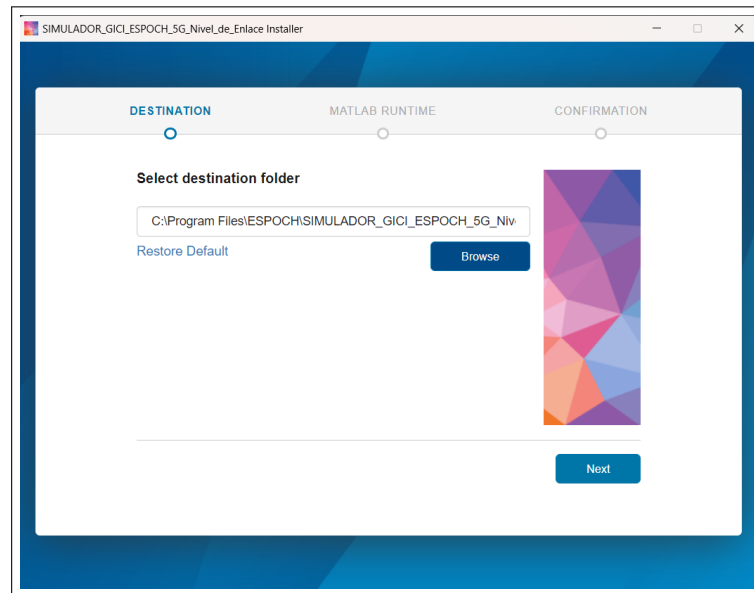 SIMULADOR_GICI_ESPOCH_5G_Nivel_de_Enlace Installer
DESTINATION MATLAB RUNTIME CONFIRMATION
Select destination folder
C:\Program Files\ESPOCH\SIMULADOR_GICI_ESPOCH_5G_Niv
Restore Default
Browse
Next